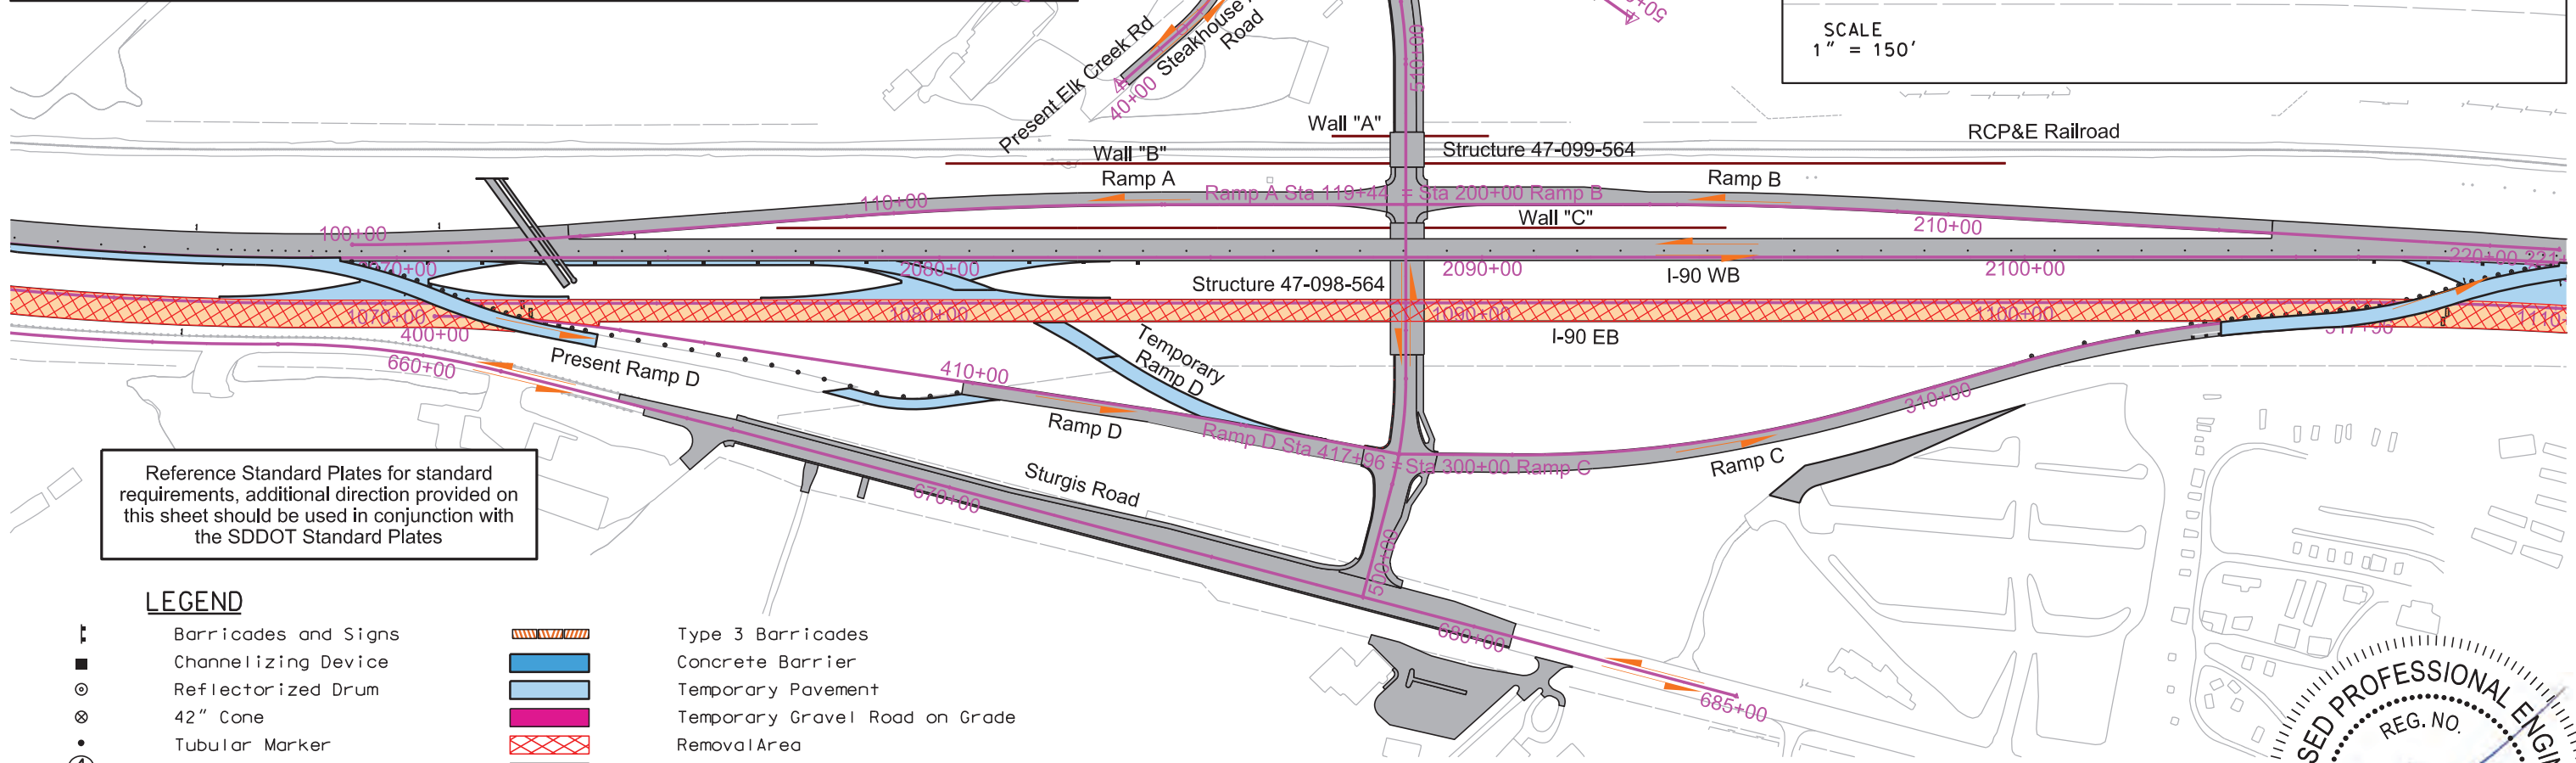 Present Elk Creek Rd
Steakhouse
Road
40+00
510+00
50+05
SCALE
1" = 150'
Wall "A"
RCP&E Railroad
Wall "B"
Structure 47-099-564
Ramp A
Ramp A Sta 119+44 = Sta 200+00 Ramp B
Ramp B
110+00
Wall "C"
210+00
100+00
2080+00
2090+00
I-90 WB
2100+00
220+00
Structure 47-098-564
1070+00
1080+00
1090+00
I-90 EB
1100+00
317+96
400+00
660+00
Present Ramp D
410+00
Temporary
Ramp D
310+00
Ramp D
Ramp D Sta 417+96 = Sta 300+00 Ramp C
Ramp C
Sturgis Road
670+00
500+00
680+00
685+00
Reference Standard Plates for standard
requirements, additional direction provided on
this sheet should be used in conjunction with
the SDDOT Standard Plates
LEGEND
Barricades and Signs
Channelizing Device
Reflectorized Drum
42" Cone
Tubular Marker
Type 3 Barricades
Concrete Barrier
Temporary Pavement
Temporary Gravel Road on Grade
Removal Area
SED PROFESSIONAL ENGIN
REG. NO.